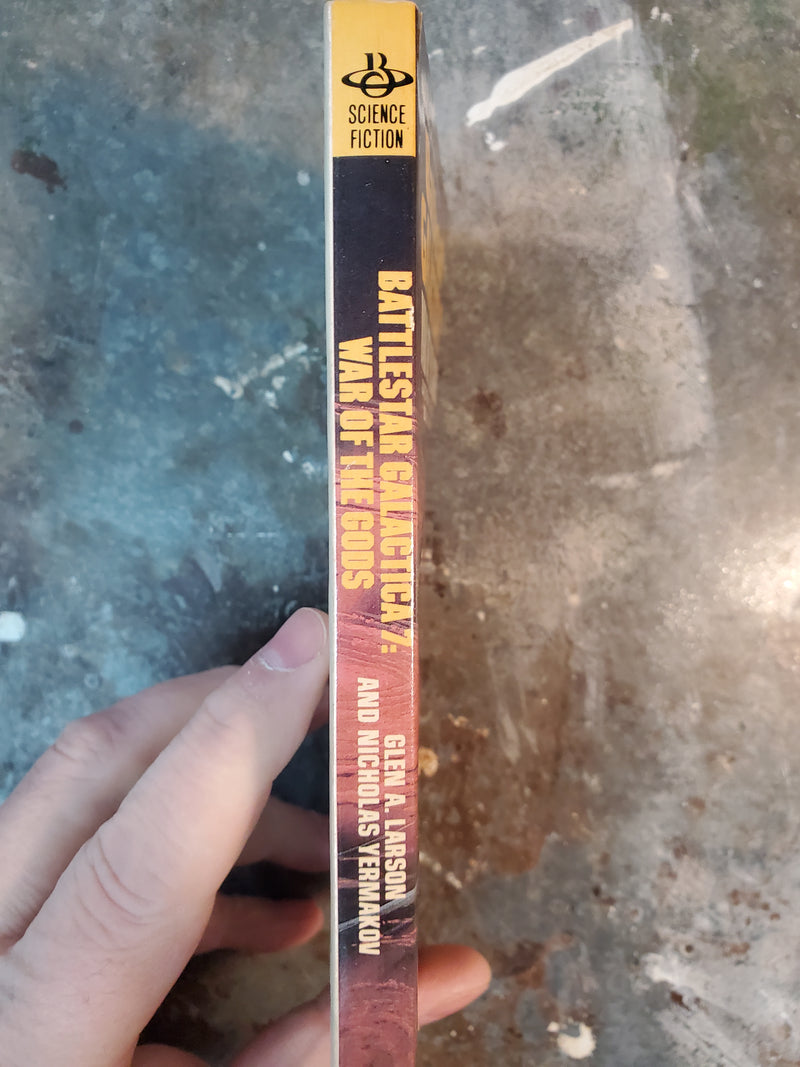 SCIENCE
FICTION
BATTLESTAR GALACTICA 7:
WAR OF THE GODS
GLEN A. LARSON
AND NICHOLAS YERMAKOV